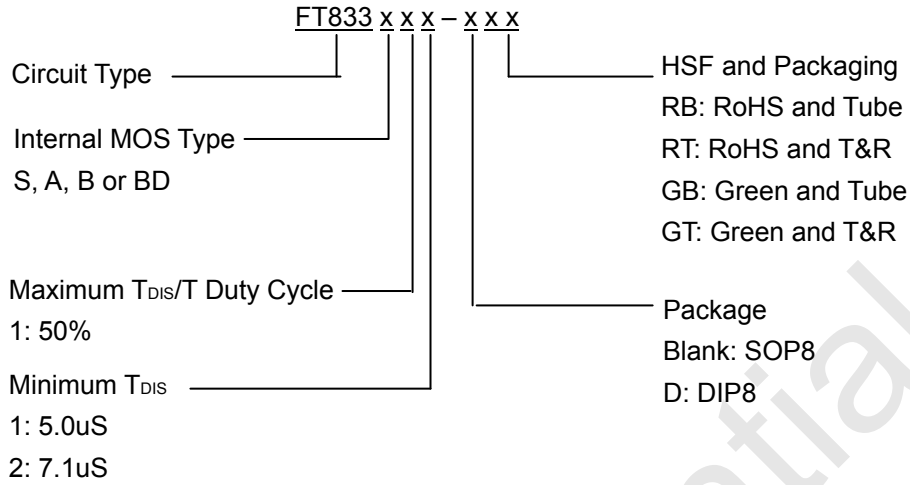 FT833 x x x – x x x
Circuit Type
Internal MOS Type
S, A, B or BD
Maximum TDIS/T Duty Cycle
1: 50%
Minimum TDIS
1: 5.0uS
2: 7.1uS
HSF and Packaging
RB: RoHS and Tube
RT: RoHS and T&R
GB: Green and Tube
GT: Green and T&R
Package
Blank: SOP8
D: DIP8